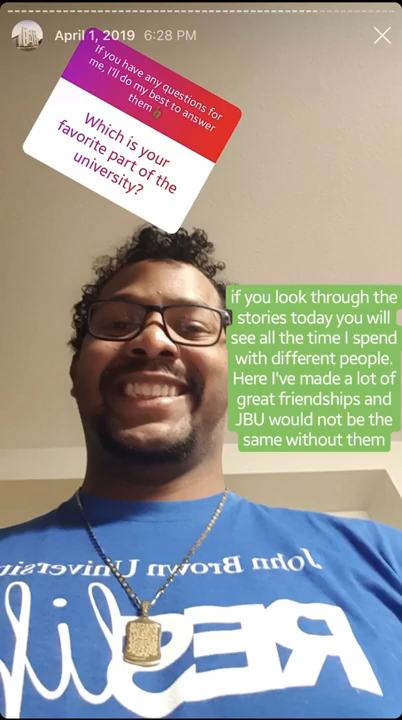 April 1, 2019 6:28 PM
If you have any questions for
me, I'll do my best to answer
them
Which is your
favorite part of the
university?
if you look through the
stories today you will
see all the time I spend
with different people.
Here I've made a lot of
great friendships and
JBU would not be the
same without them
John Brown Universit
RESlif